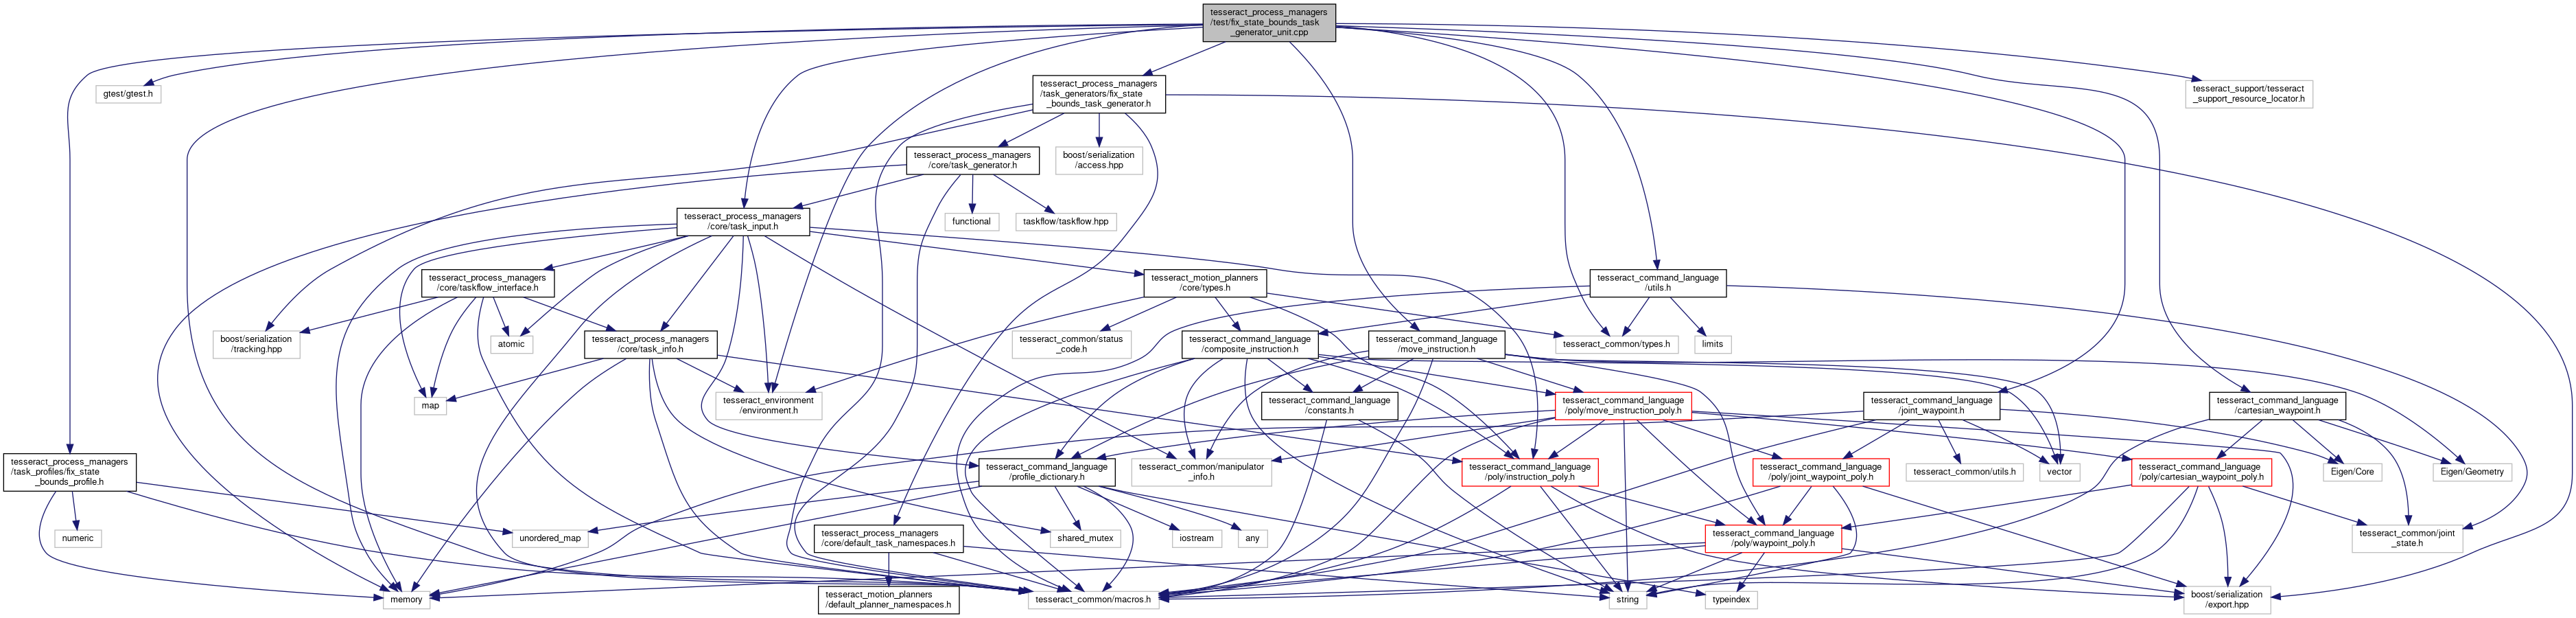 tesseract_process_managers
/test/fix_state_bounds_task
_generator_unit.cpp
gtest/gtest.h
tesseract_process_managers
/task_generators/fix_state
_bounds_task_generator.h
tesseract_support/tesseract
_support_resource_locator.h
tesseract_process_managers
/core/task_generator.h
boost/serialization
/access.hpp
tesseract_process_managers
/core/task_input.h
functional
taskflow/taskflow.hpp
tesseract_process_managers
/core/taskflow_interface.h
tesseract_motion_planners
/core/types.h
tesseract_command_language
/utils.h
boost/serialization
/tracking.hpp
atomic
tesseract_process_managers
/core/task_info.h
tesseract_common/status
_code.h
tesseract_command_language
/composite_instruction.h
tesseract_command_language
/move_instruction.h
tesseract_common/types.h
limits
map
tesseract_environment
/environment.h
tesseract_command_language
/constants.h
tesseract_command_language
/poly/move_instruction_poly.h
tesseract_command_language
/joint_waypoint.h
tesseract_command_language
/cartesian_waypoint.h
tesseract_process_managers
/task_profiles/fix_state
_bounds_profile.h
tesseract_command_language
/profile_dictionary.h
tesseract_common/manipulator
_info.h
tesseract_command_language
/poly/instruction_poly.h
tesseract_command_language
/poly/joint_waypoint_poly.h
tesseract_common/utils.h
vector
tesseract_command_language
/poly/cartesian_waypoint_poly.h
Eigen/Core
Eigen/Geometry
numeric
unordered_map
tesseract_process_managers
/core/default_task_namespaces.h
shared_mutex
iostream
any
tesseract_command_language
/poly/waypoint_poly.h
tesseract_common/joint
_state.h
memory
tesseract_motion_planners
/default_planner_namespaces.h
tesseract_common/macros.h
string
typeindex
boost/serialization
/export.hpp